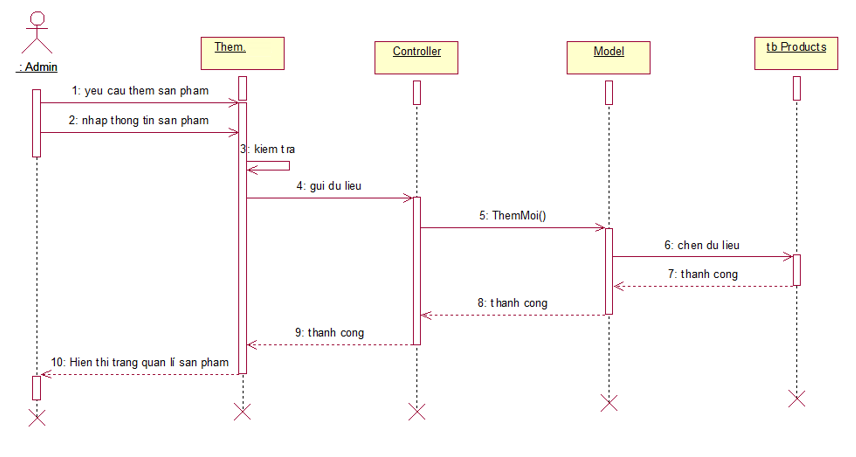 : Admin
Them.
Controller
Model
tb Products
1: yeu cau them san pham
2: nhap thong tin san pham
3: kiem tra
4: gui du lieu
5: ThemMoi()
6: chen du lieu
7: thanh cong
8: thanh cong
9: thanh cong
10: Hien thi trang quan lí san pham